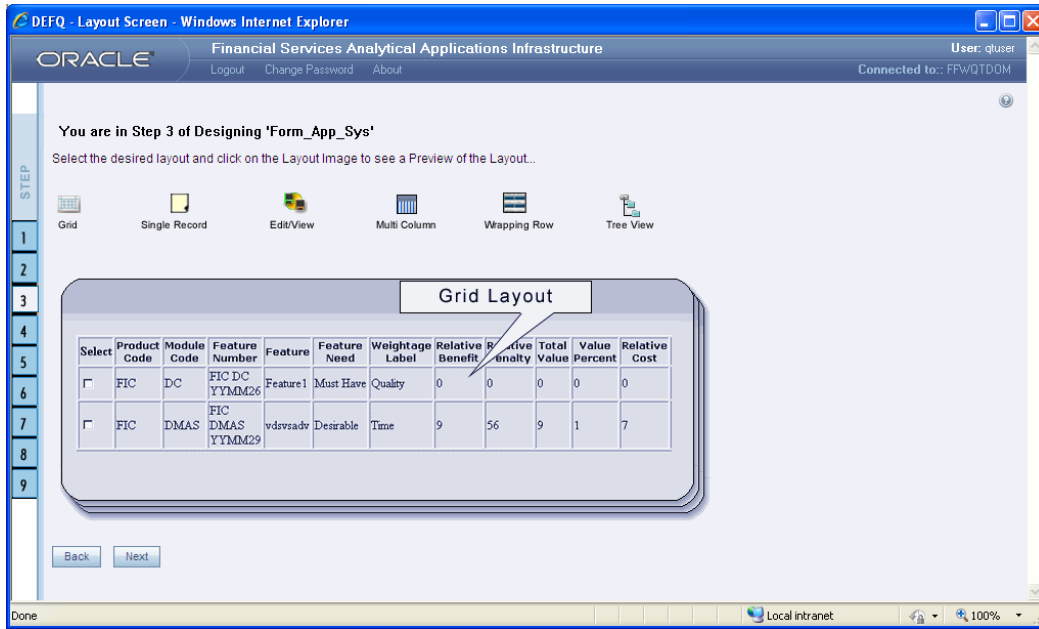 DEFQ - Layout Screen - Windows Internet Explorer
ORACLE
Financial Services Analytical Applications Infrastructure
User: qtuser
Logout Change Password About
Connected to:: FFWQTDOM
You are in Step 3 of Designing 'Form_App_Sys'
Select the desired layout and click on the Layout Image to see a Preview of the Layout...
STEP
Grid Single Record Edit/View Multi Column Wrapping Row Tree View
1
2
3
4
5
6
7
8
9
Grid Layout
Select Product Code Module Code Feature Number Feature Feature Need Weightage Label Relative Benefit Total Value Value Percent Relative Cost
FIC DC FIC DC YYMM26 Feature1 Must Have Quality 0 0 0 0 0
FIC DMAS FIC DMAS YYMM29 vdsvsadv Desirable Time 9 56 9 1 7
Back Next
Done Local intranet 100%